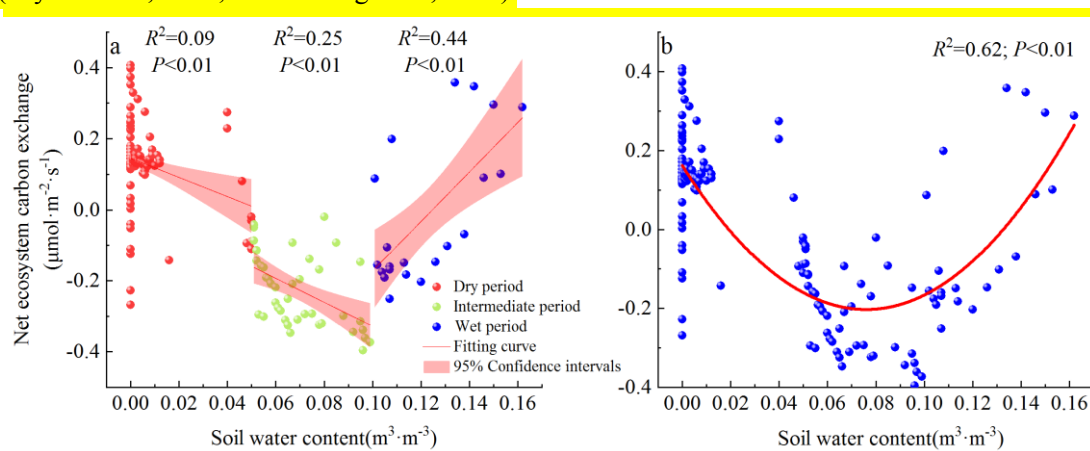 a
R²=0.09
P<0.01
R²=0.25
P<0.01
R²=0.44
P<0.01
0.4
0.2
0.0
-0.2
-0.4
Net ecosystem carbon exchange
(μmol·m⁻²·s⁻¹)
Dry period
Intermediate period
Wet period
Fitting curve
95% Confidence intervals
0.00 0.02 0.04 0.06 0.08 0.10 0.12 0.14 0.16
Soil water content(m³·m⁻³)
b
R²=0.62; P<0.01
0.4
0.2
0.0
-0.2
-0.4
0.00 0.02 0.04 0.06 0.08 0.10 0.12 0.14 0.16
Soil water content(m³·m⁻³)